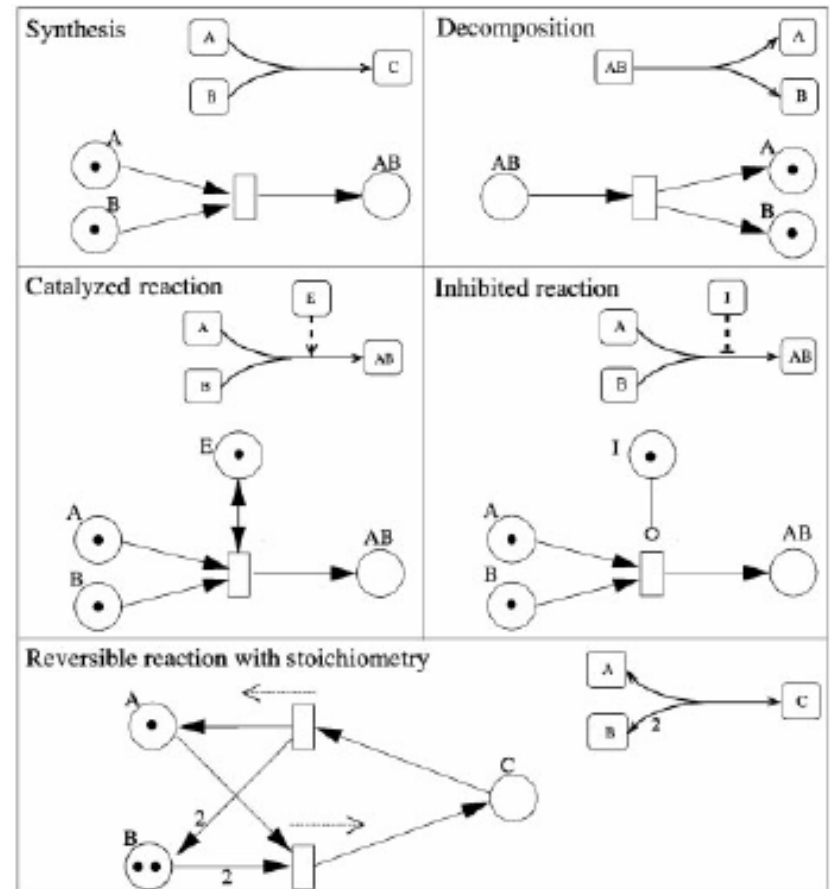 Synthesis
A
B
C
A
B
AB
Decomposition
AB
A
B
AB
A
B
Catalyzed reaction
E
A
B
AB
E
A
B
AB
Inhibited reaction
I
A
B
AB
I
A
B
AB
Reversible reaction with stoichiometry
A
B
2
C
A
2
B
2
C